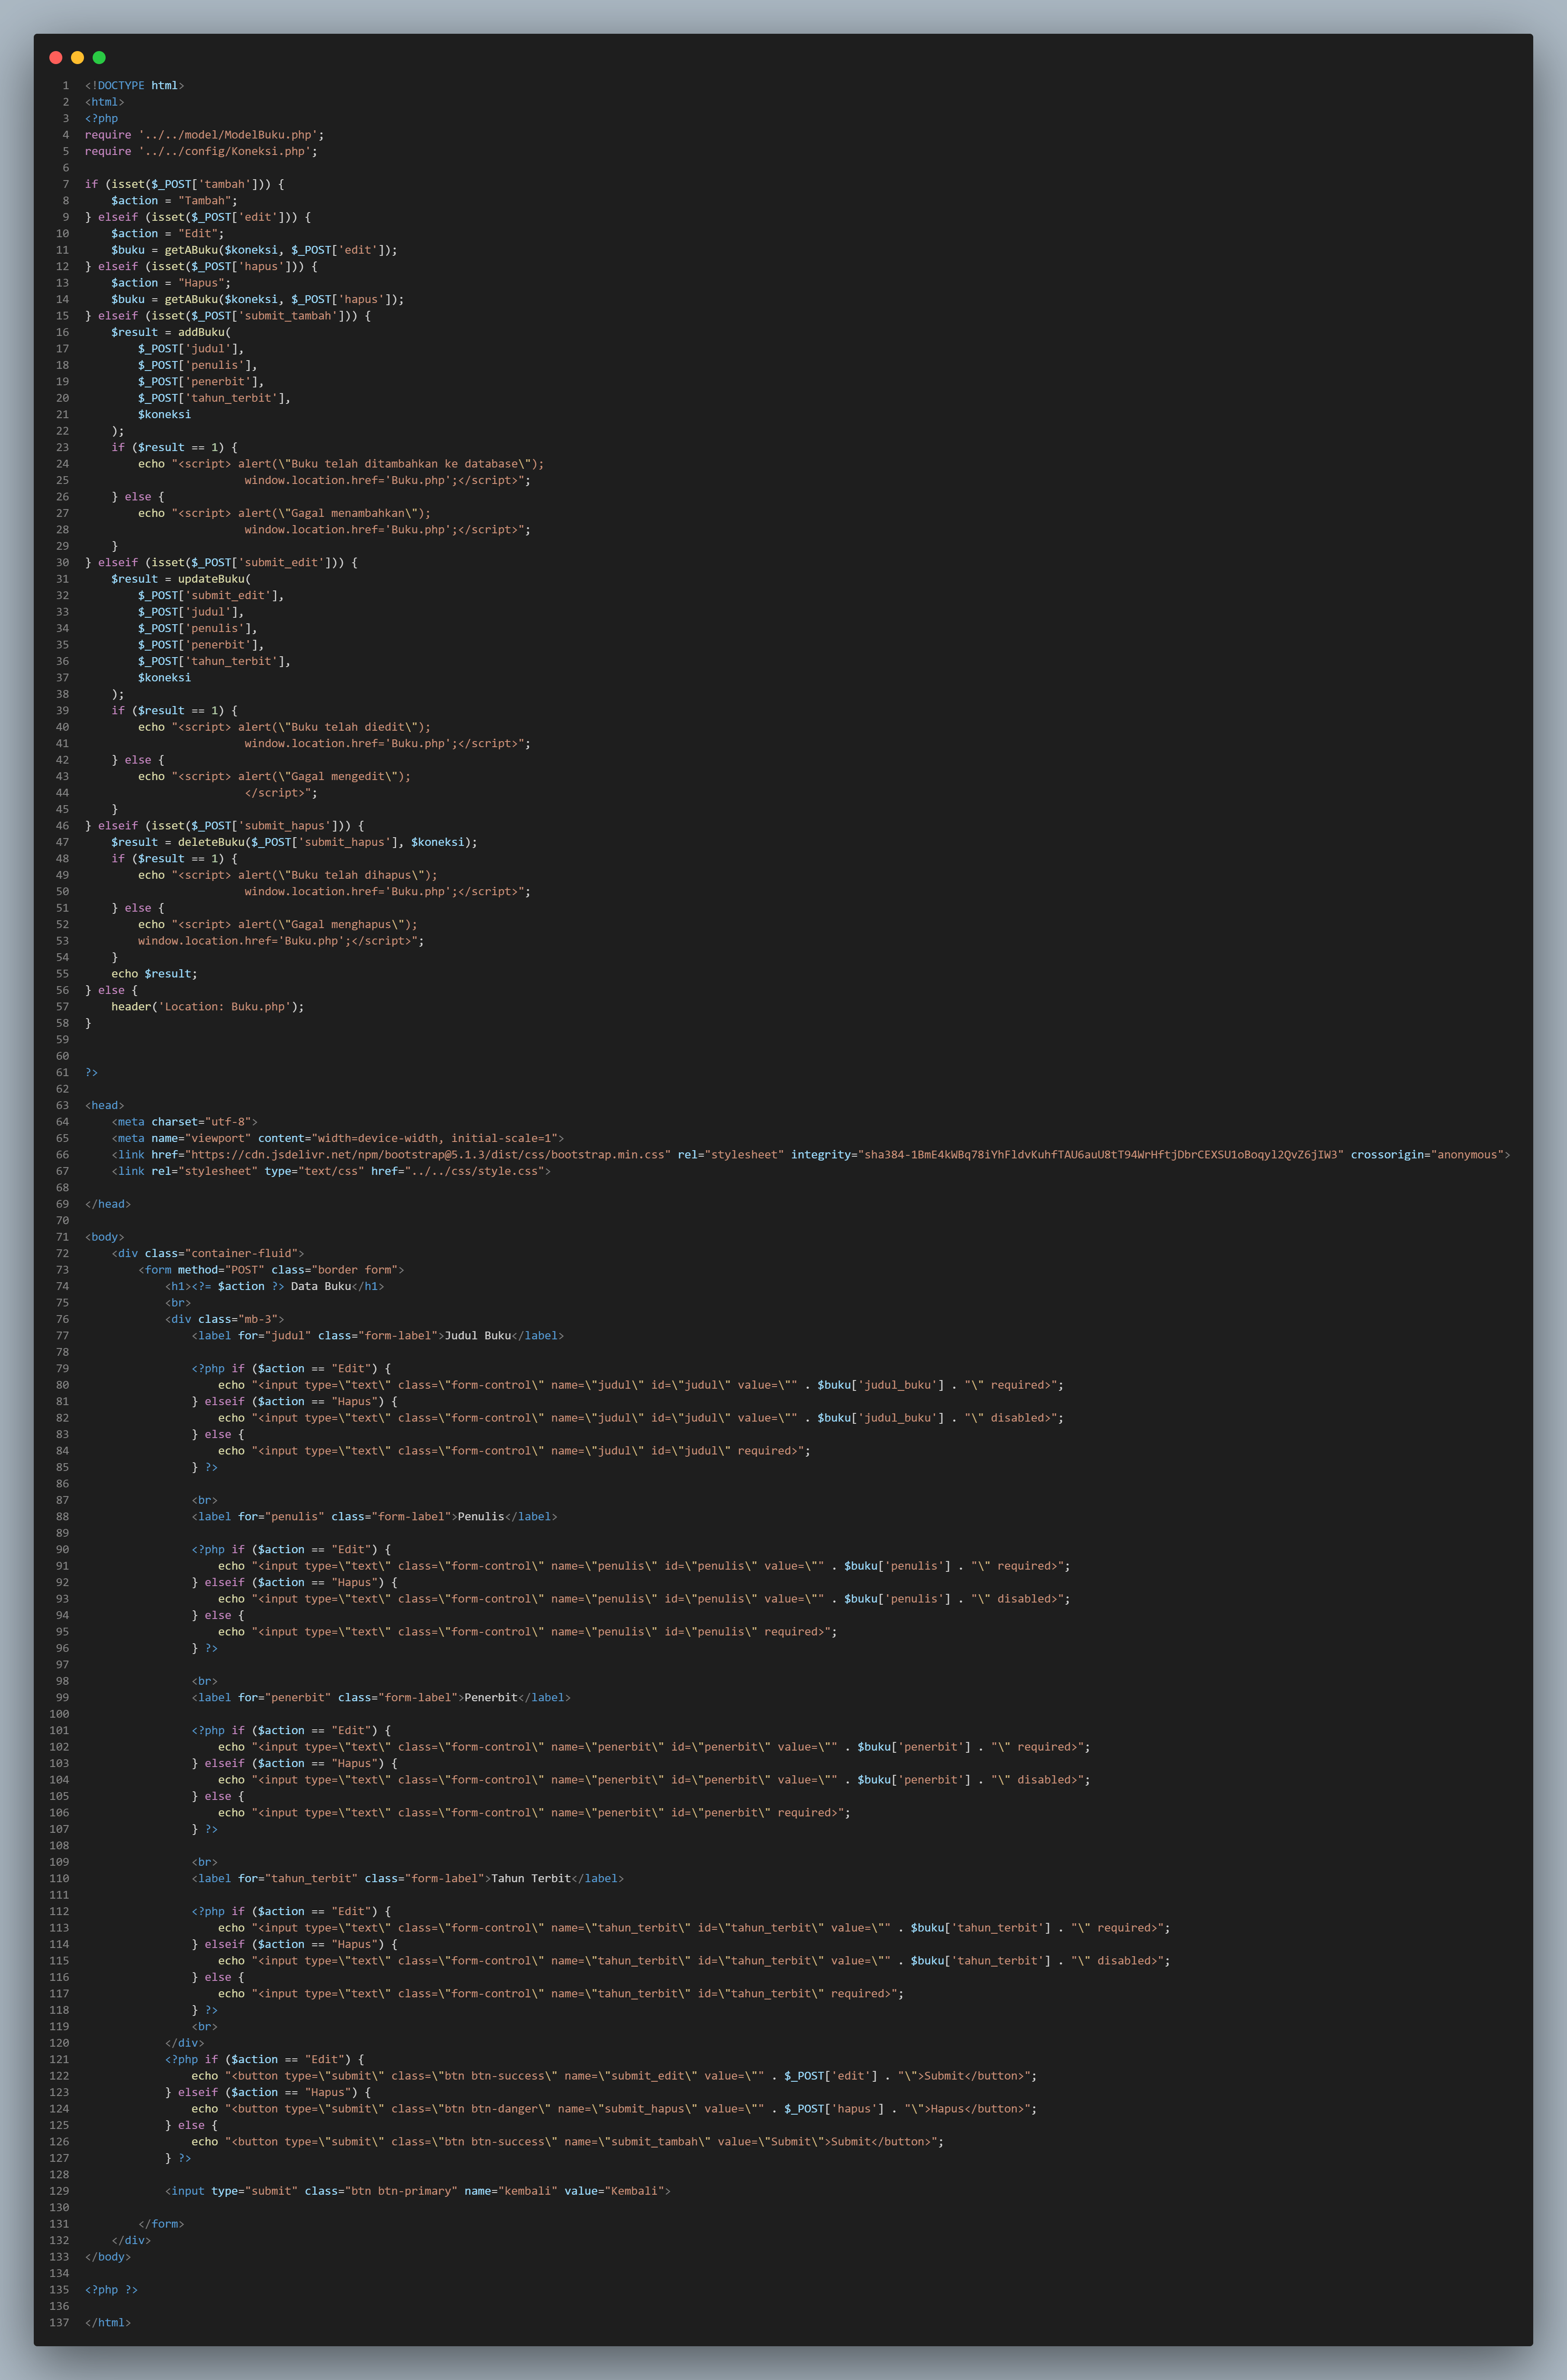 1 <!DOCTYPE html>
2 <html>
3 <?php
4 require '../../model/ModelBuku.php';
5 require '../../config/Koneksi.php';
6
7 if (isset($_POST['tambah'])) {
8     $action = "Tambah";
9 } elseif (isset($_POST['edit'])) {
10     $action = "Edit";
11     $buku = getABuku($koneksi, $_POST['edit']);
12 } elseif (isset($_POST['hapus'])) {
13     $action = "Hapus";
14     $buku = getABuku($koneksi, $_POST['hapus']);
15 } elseif (isset($_POST['submit_tambah'])) {
16     $result = addBuku(
17         $_POST['judul'],
18         $_POST['penulis'],
19         $_POST['penerbit'],
20         $_POST['tahun_terbit'],
21         $koneksi
22     );
23     if ($result == 1) {
24         echo "<script> alert(\"Buku telah ditambahkan ke database\");
25                         window.location.href='Buku.php';</script>";
26     } else {
27         echo "<script> alert(\"Gagal menambahkan\");
28                         window.location.href='Buku.php';</script>";
29     }
30 } elseif (isset($_POST['submit_edit'])) {
31     $result = updateBuku(
32         $_POST['submit_edit'],
33         $_POST['judul'],
34         $_POST['penulis'],
35         $_POST['penerbit'],
36         $_POST['tahun_terbit'],
37         $koneksi
38     );
39     if ($result == 1) {
40         echo "<script> alert(\"Buku telah diedit\");
41                         window.location.href='Buku.php';</script>";
42     } else {
43         echo "<script> alert(\"Gagal mengedit\");
44                         </script>";
45     }
46 } elseif (isset($_POST['submit_hapus'])) {
47     $result = deleteBuku($_POST['submit_hapus'], $koneksi);
48     if ($result == 1) {
49         echo "<script> alert(\"Buku telah dihapus\");
50                         window.location.href='Buku.php';</script>";
51     } else {
52         echo "<script> alert(\"Gagal menghapus\");
53         window.location.href='Buku.php';</script>";
54     }
55     echo $result;
56 } else {
57     header('Location: Buku.php');
58 }
59
60
61 ?>
62
63 <head>
64     <meta charset="utf-8">
65     <meta name="viewport" content="width=device-width, initial-scale=1">
66     <link href="https://cdn.jsdelivr.net/npm/bootstrap@5.1.3/dist/css/bootstrap.min.css" rel="stylesheet" integrity="sha384-1BmE4kWBq78iYhFldvKuhfTAU6auU8tT94WrHftjDbrCEXSU1oBoqyl2QvZ6jIW3" crossorigin="anonymous">
67     <link rel="stylesheet" type="text/css" href="../../css/style.css">
68
69 </head>
70
71 <body>
72     <div class="container-fluid">
73         <form method="POST" class="border form">
74             <h1><?= $action ?> Data Buku</h1>
75             <br>
76             <div class="mb-3">
77                 <label for="judul" class="form-label">Judul Buku</label>
78
79                 <?php if ($action == "Edit") {
80                     echo "<input type=\"text\" class=\"form-control\" name=\"judul\" id=\"judul\" value=\"" . $buku['judul_buku'] . "\" required>";
81                 } elseif ($action == "Hapus") {
82                     echo "<input type=\"text\" class=\"form-control\" name=\"judul\" id=\"judul\" value=\"" . $buku['judul_buku'] . "\" disabled>";
83                 } else {
84                     echo "<input type=\"text\" class=\"form-control\" name=\"judul\" id=\"judul\" required>";
85                 } ?>
86
87                 <br>
88                 <label for="penulis" class="form-label">Penulis</label>
89
90                 <?php if ($action == "Edit") {
91                     echo "<input type=\"text\" class=\"form-control\" name=\"penulis\" id=\"penulis\" value=\"" . $buku['penulis'] . "\" required>";
92                 } elseif ($action == "Hapus") {
93                     echo "<input type=\"text\" class=\"form-control\" name=\"penulis\" id=\"penulis\" value=\"" . $buku['penulis'] . "\" disabled>";
94                 } else {
95                     echo "<input type=\"text\" class=\"form-control\" name=\"penulis\" id=\"penulis\" required>";
96                 } ?>
97
98                 <br>
99                 <label for="penerbit" class="form-label">Penerbit</label>
100
101                 <?php if ($action == "Edit") {
102                     echo "<input type=\"text\" class=\"form-control\" name=\"penerbit\" id=\"penerbit\" value=\"" . $buku['penerbit'] . "\" required>";
103                 } elseif ($action == "Hapus") {
104                     echo "<input type=\"text\" class=\"form-control\" name=\"penerbit\" id=\"penerbit\" value=\"" . $buku['penerbit'] . "\" disabled>";
105                 } else {
106                     echo "<input type=\"text\" class=\"form-control\" name=\"penerbit\" id=\"penerbit\" required>";
107                 } ?>
108
109                 <br>
110                 <label for="tahun_terbit" class="form-label">Tahun Terbit</label>
111
112                 <?php if ($action == "Edit") {
113                     echo "<input type=\"text\" class=\"form-control\" name=\"tahun_terbit\" id=\"tahun_terbit\" value=\"" . $buku['tahun_terbit'] . "\" required>";
114                 } elseif ($action == "Hapus") {
115                     echo "<input type=\"text\" class=\"form-control\" name=\"tahun_terbit\" id=\"tahun_terbit\" value=\"" . $buku['tahun_terbit'] . "\" disabled>";
116                 } else {
117                     echo "<input type=\"text\" class=\"form-control\" name=\"tahun_terbit\" id=\"tahun_terbit\" required>";
118                 } ?>
119                 <br>
120             </div>
121             <?php if ($action == "Edit") {
122                 echo "<button type=\"submit\" class=\"btn btn-success\" name=\"submit_edit\" value=\"" . $_POST['edit'] . "\">Submit</button>";
123             } elseif ($action == "Hapus") {
124                 echo "<button type=\"submit\" class=\"btn btn-danger\" name=\"submit_hapus\" value=\"" . $_POST['hapus'] . "\">Hapus</button>";
125             } else {
126                 echo "<button type=\"submit\" class=\"btn btn-success\" name=\"submit_tambah\" value=\"Submit\">Submit</button>";
127             } ?>
128
129             <input type="submit" class="btn btn-primary" name="kembali" value="Kembali">
130
131         </form>
132     </div>
133 </body>
134
135 <?php ?>
136
137 </html>